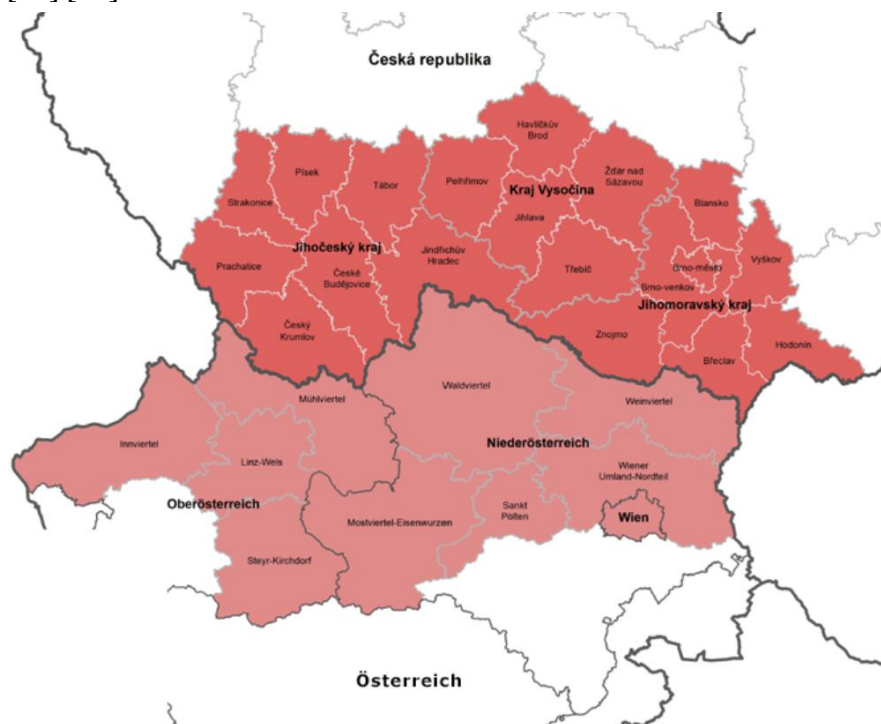 Česká republika
Havlíčkův
Brod
Písek
Tábor
Pelhřimov
Žďár nad
Sázavou
Kraj Vysočina
Strakonice
Blansko
Jihlava
Jihočeský kraj
Jindřichův
Hradec
Vyškov
Prachatice
České
Budějovice
Třebíč
Brno-město
Brno-venkov
Jihomoravský kraj
Český
Krumlov
Znojmo
Hodonín
Břeclav
Waldviertel
Mühlviertel
Weinviertel
Innviertel
Niederösterreich
Linz-Wels
Wiener
Umland-Nordteil
Oberösterreich
Sankt
Pölten
Wien
Mostviertel-Eisenwurzen
Steyr-Kirchdorf
Österreich